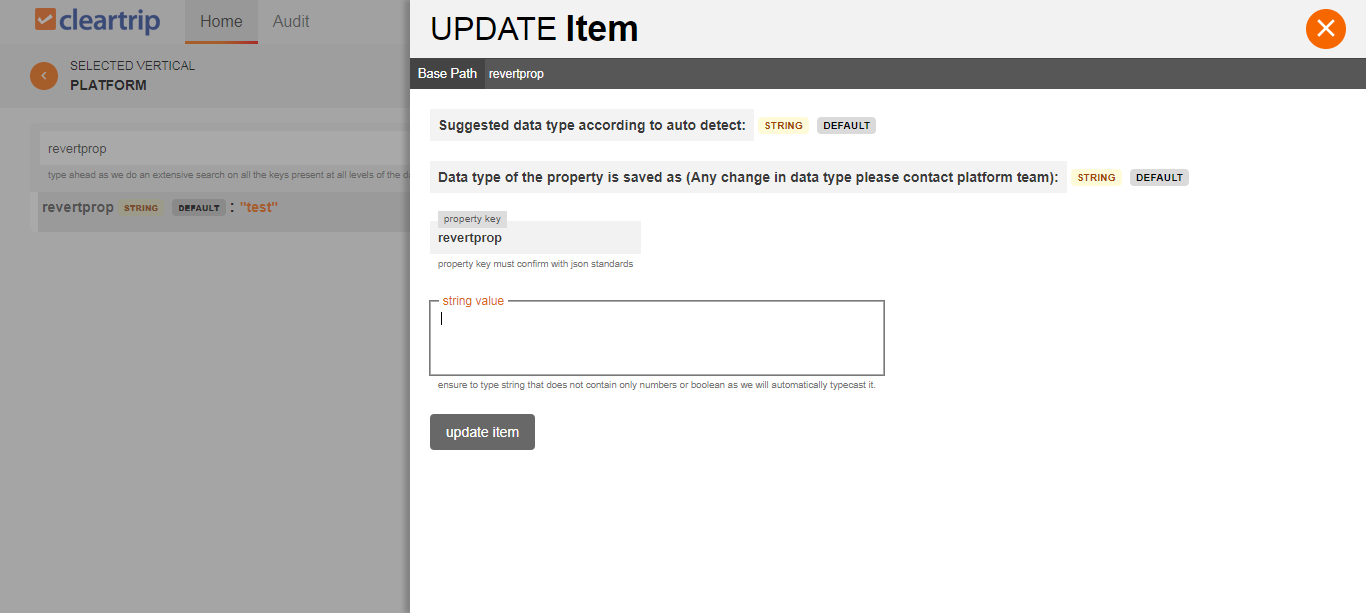 cleartrip
Home
Audit
SELECTED VERTICAL
PLATFORM
revertprop
type ahead as we do an extensive search on all the keys present at all levels of the d
revertprop STRING DEFAULT : "test"
UPDATE Item
Base Path revertprop
Suggested data type according to auto detect: STRING DEFAULT
Data type of the property is saved as (Any change in data type please contact platform team): STRING DEFAULT
property key
revertprop
property key must confirm with json standards
string value
ensure to type string that does not contain only numbers or boolean as we will automatically typecast it.
update item